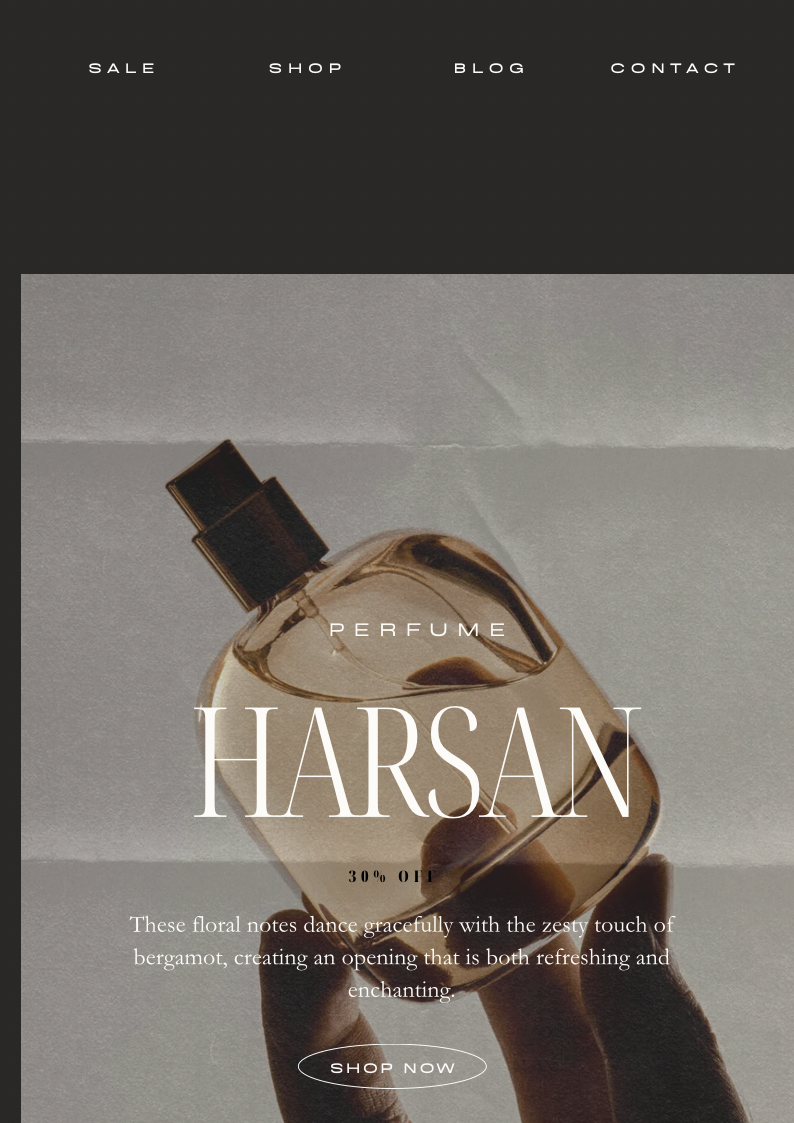 SALE SHOP BLOG CONTACT
PERFUME
HARSAN
30% OFF
These floral notes dance gracefully with the zesty touch of
bergamot, creating an opening that is both refreshing and
enchanting.
SHOP NOW